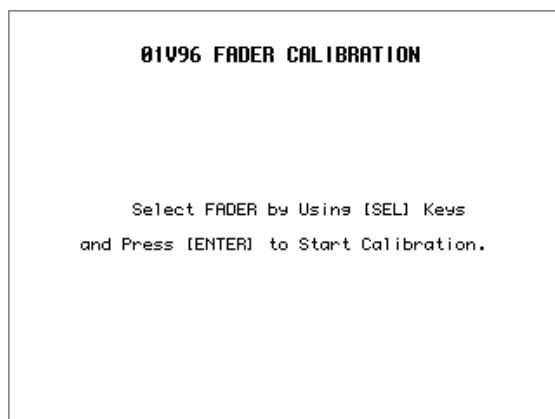 01V96 FADER CALIBRATION
Select FADER by Using [SEL] Keys
and Press [ENTER] to Start Calibration.